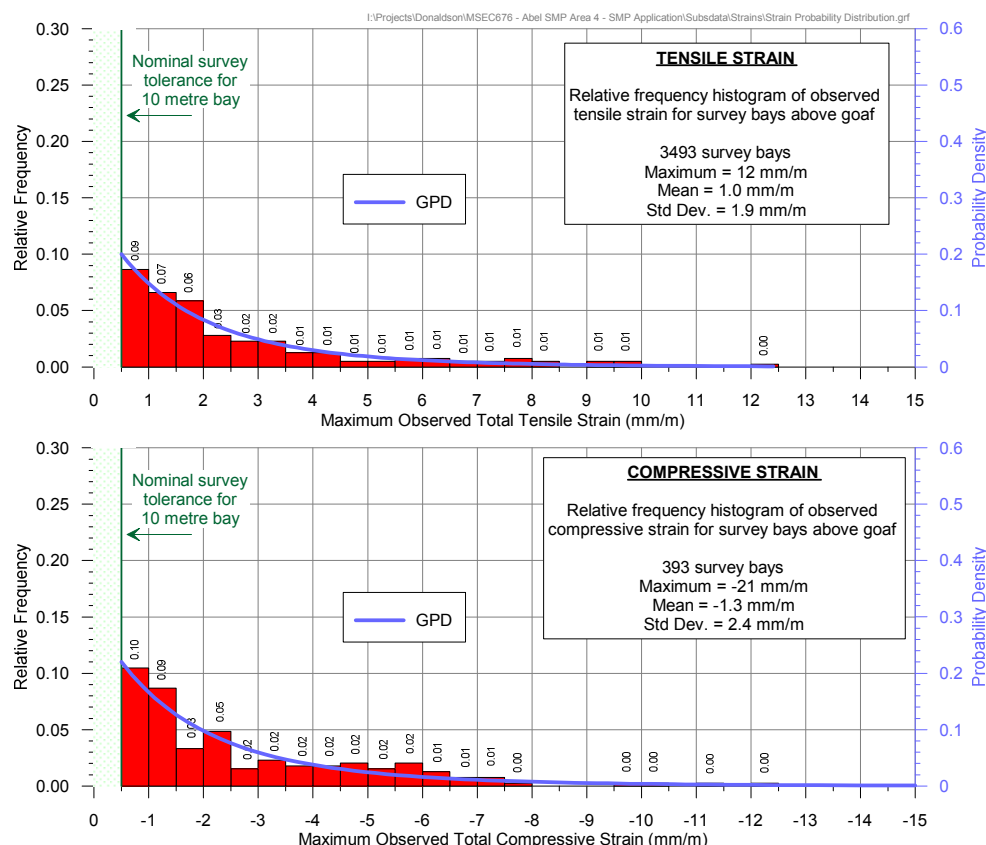 I:\Projects\Donaldson\MSEC676 - Abel SMP Area 4 - SMP Application\Subsdata\Strains\Strain Probability Distribution.grf
0.30
0.25
0.20
0.15
0.10
0.05
0.00
Relative Frequency
Nominal survey
tolerance for
10 metre bay
GPD
TENSILE STRAIN
Relative frequency histogram of observed
tensile strain for survey bays above goaf
3493 survey bays
Maximum = 12 mm/m
Mean = 1.0 mm/m
Std Dev. = 1.9 mm/m
0.6
0.5
0.4
0.3
0.2
0.1
0
Probability Density
0.09 0.07 0.06 0.03 0.02 0.02 0.01 0.01 0.01 0.01 0.01 0.01 0.01 0.01 0.01 0.01 0.01 0.01 0.00
0 1 2 3 4 5 6 7 8 9 10 11 12 13 14 15
Maximum Observed Total Tensile Strain (mm/m)
0.30
0.25
0.20
0.15
0.10
0.05
0.00
Relative Frequency
Nominal survey
tolerance for
10 metre bay
GPD
COMPRESSIVE STRAIN
Relative frequency histogram of observed
compressive strain for survey bays above goaf
393 survey bays
Maximum = -21 mm/m
Mean = -1.3 mm/m
Std Dev. = 2.4 mm/m
0.6
0.5
0.4
0.3
0.2
0.1
0
Probability Density
0.10 0.09 0.03 0.05 0.02 0.02 0.02 0.02 0.02 0.02 0.02 0.01 0.01 0.01 0.00 0.00 0.00 0.00 0.00
0 -1 -2 -3 -4 -5 -6 -7 -8 -9 -10 -11 -12 -13 -14 -15
Maximum Observed Total Compressive Strain (mm/m)